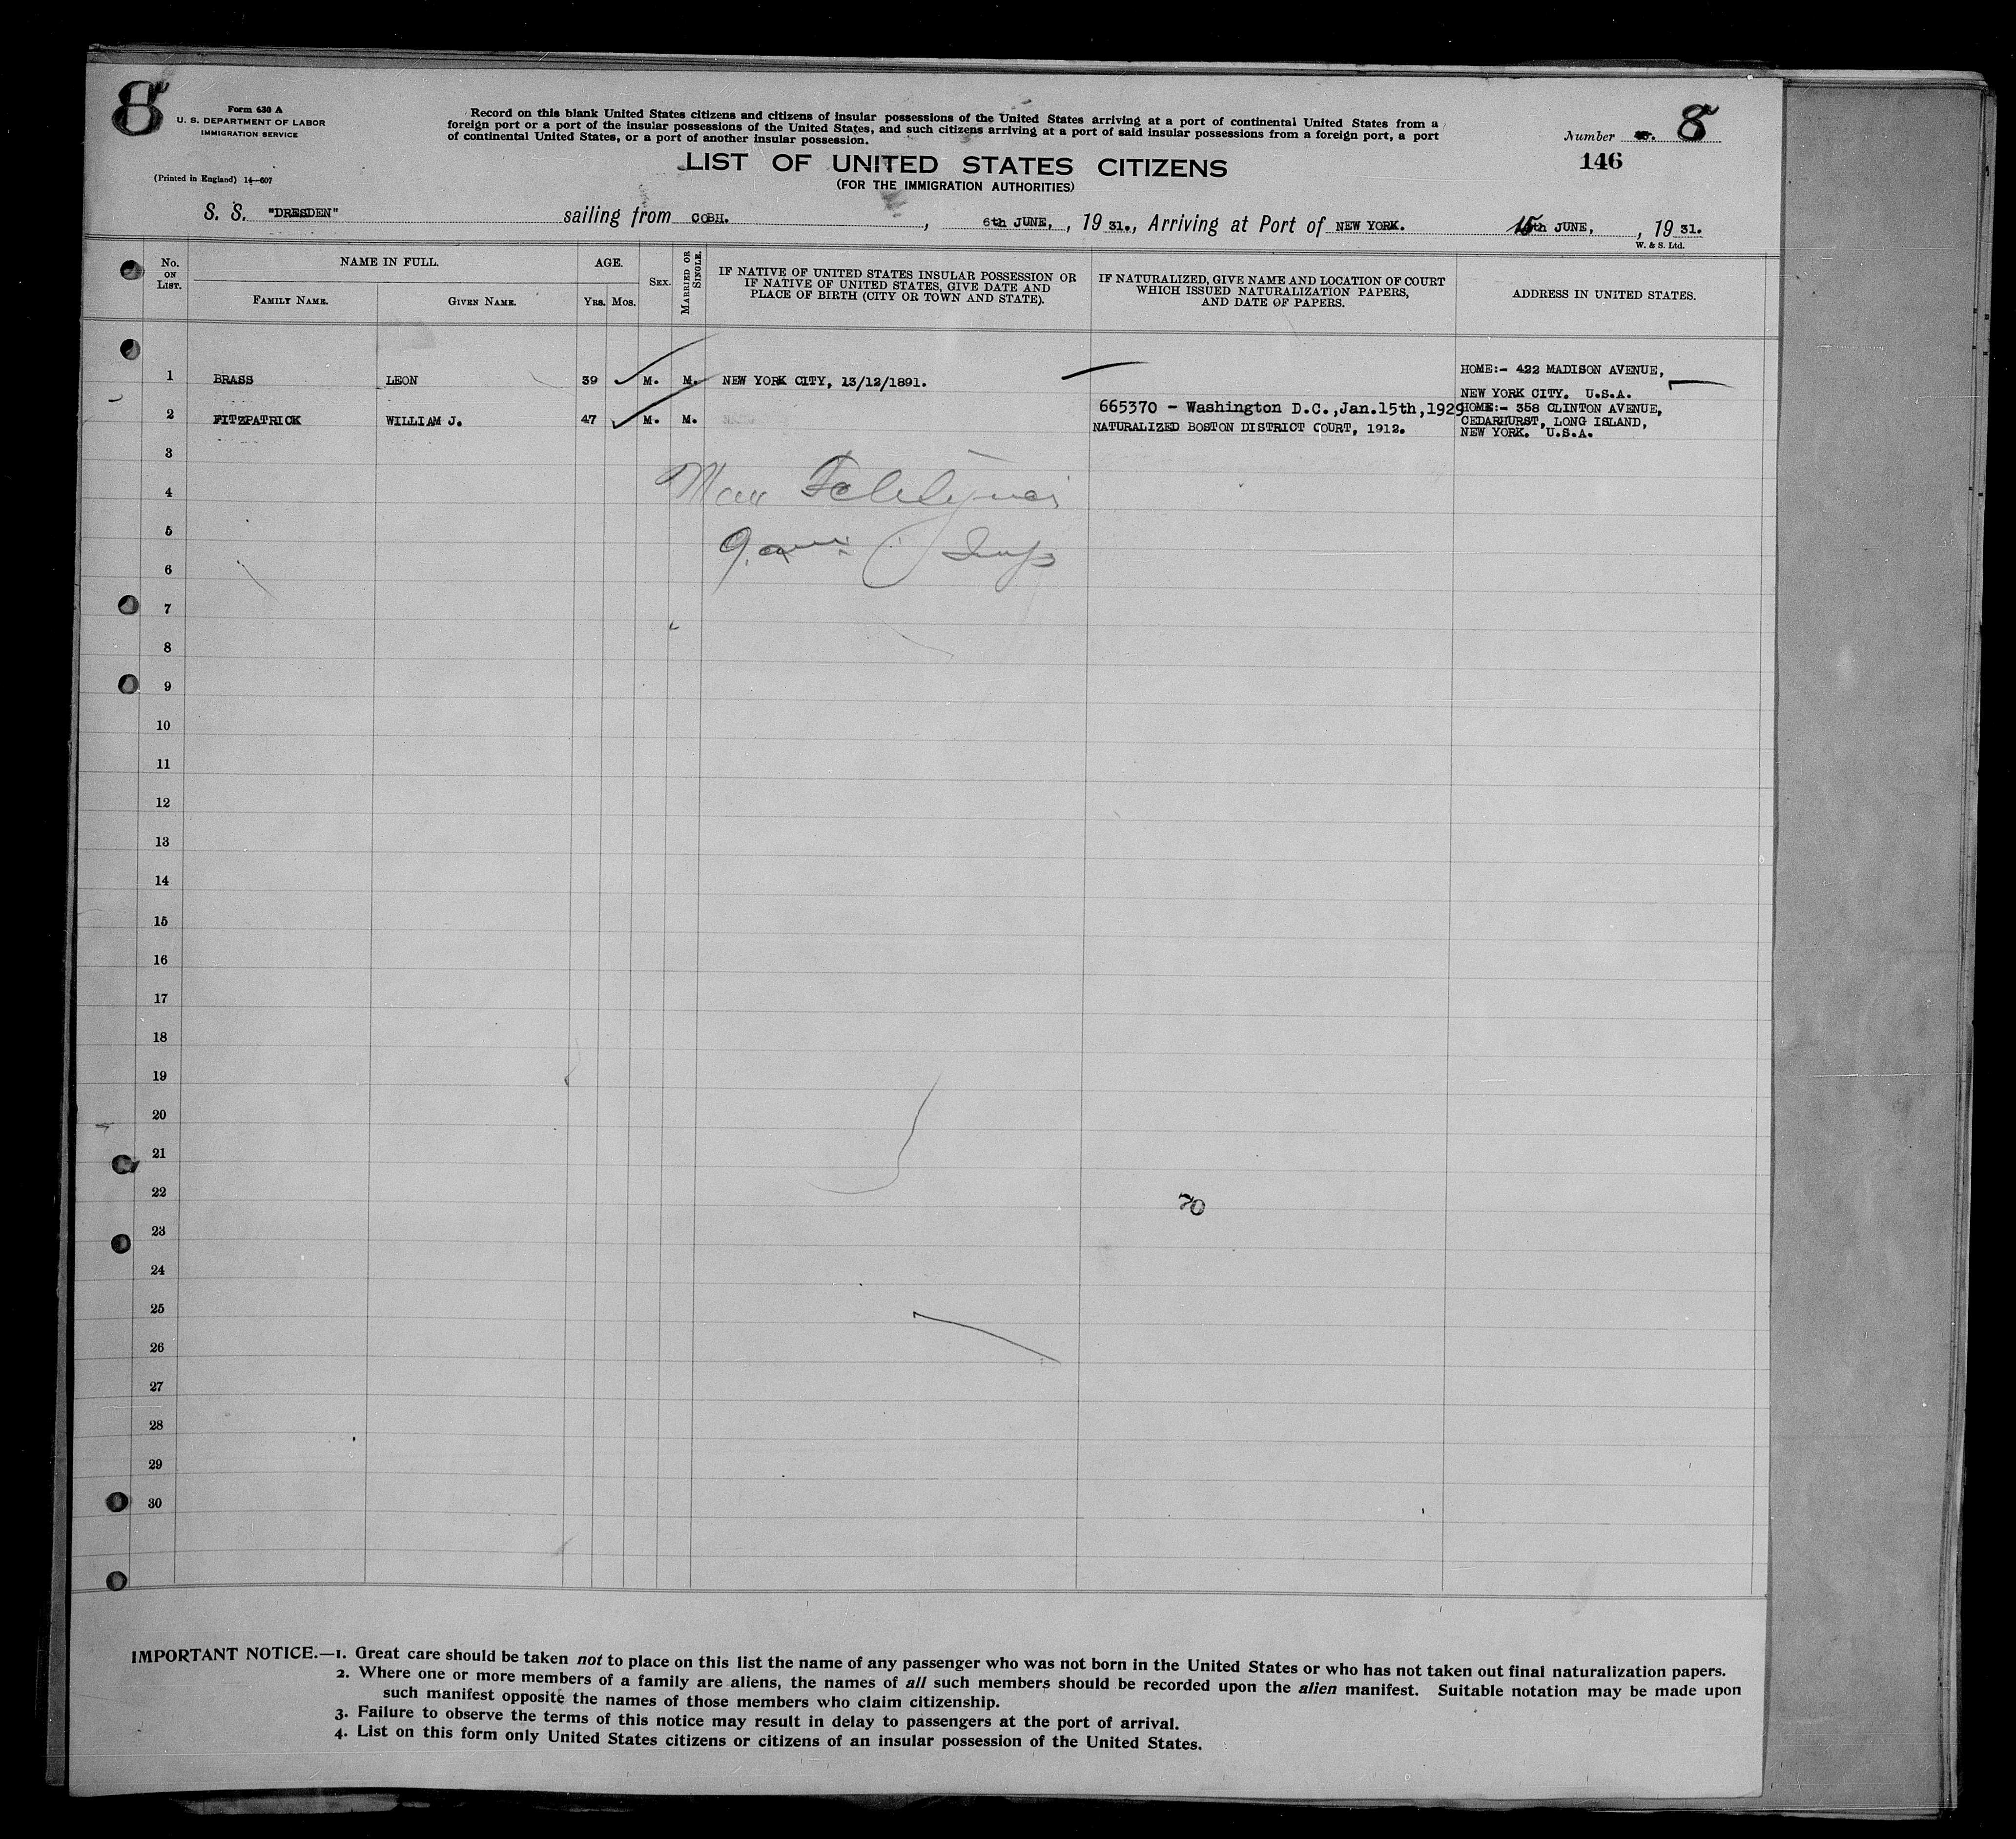 8
Form 630 A
U. S. DEPARTMENT OF LABOR
IMMIGRATION SERVICE
(Printed in England) 14—607
Record on this blank United States citizens and citizens of insular possessions of the United States arriving at a port of continental United States from a
foreign port or a port of the insular possessions of the United States, and such citizens arriving at a port of said insular possessions from a foreign port, a port
of continental United States, or a port of another insular possession.
Number 8
146
LIST OF UNITED STATES CITIZENS
(FOR THE IMMIGRATION AUTHORITIES)
S. S. "DRESDEN" sailing from COBH. , 6th JUNE, , 19 31., Arriving at Port of NEW YORK. 15th JUNE, , 19 31.
W. & S. Ltd.
No. ON LIST.
NAME IN FULL.
FAMILY NAME.
GIVEN NAME.
AGE.
YRS. MOS.
SEX.
MARRIED OR SINGLE.
IF NATIVE OF UNITED STATES INSULAR POSSESSION OR
IF NATIVE OF UNITED STATES, GIVE DATE AND
PLACE OF BIRTH (CITY OR TOWN AND STATE).
IF NATURALIZED, GIVE NAME AND LOCATION OF COURT
WHICH ISSUED NATURALIZATION PAPERS,
AND DATE OF PAPERS.
ADDRESS IN UNITED STATES.
1 BRASS LEON 39 M. M. NEW YORK CITY, 13/12/1891. HOME:- 422 MADISON AVENUE,
NEW YORK CITY. U.S.A.
2 FITZPATRICK WILLIAM J. 47 M. M. 665370 - Washington D.C.,Jan.15th,1929 HOME:- 358 CLINTON AVENUE,
NATURALIZED BOSTON DISTRICT COURT, 1912. CEDARHURST, LONG ISLAND,
NEW YORK. U.S.A.
3
4
5
6
7
8
9
10
11
12
13
14
15
16
17
18
19
20
21
22
70
23
24
25
26
27
28
29
30
IMPORTANT NOTICE.—1. Great care should be taken not to place on this list the name of any passenger who was not born in the United States or who has not taken out final naturalization papers.
2. Where one or more members of a family are aliens, the names of all such members should be recorded upon the alien manifest. Suitable notation may be made upon
such manifest opposite the names of those members who claim citizenship.
3. Failure to observe the terms of this notice may result in delay to passengers at the port of arrival.
4. List on this form only United States citizens or citizens of an insular possession of the United States.